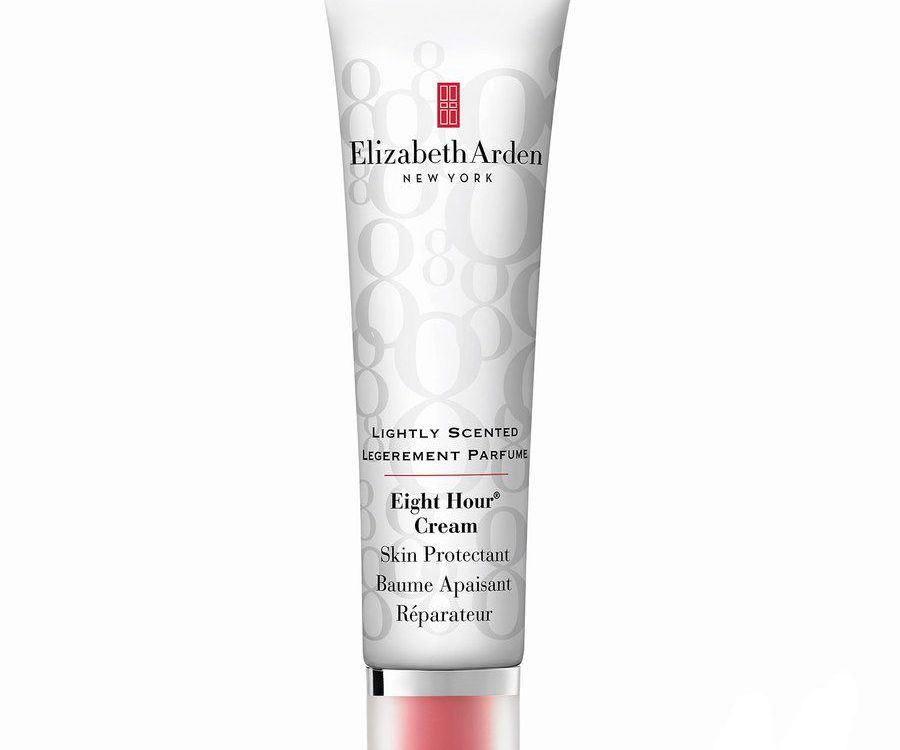 Elizabeth Arden
NEW YORK
LIGHTLY SCENTED
LEGEREMENT PARFUME
Eight Hour®
Cream
Skin Protectant
Baume Apaisant
Réparateur